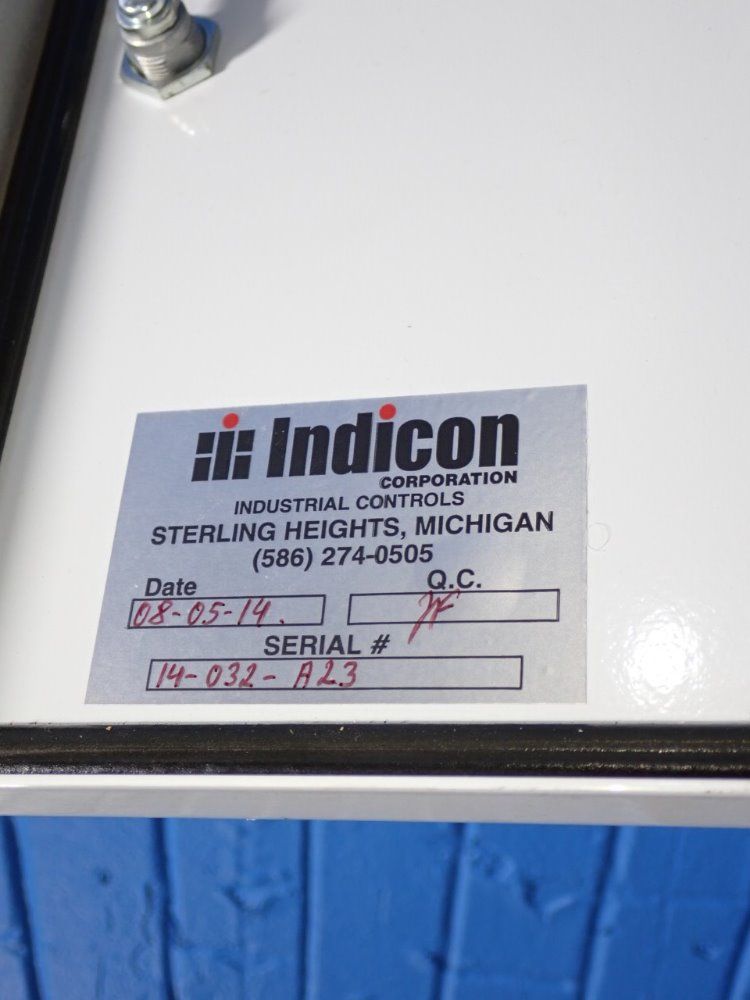 Indicon
CORPORATION
INDUSTRIAL CONTROLS
STERLING HEIGHTS, MICHIGAN
(586) 274-0505
Date Q.C.
08-05-14.
SERIAL #
14-032-A23